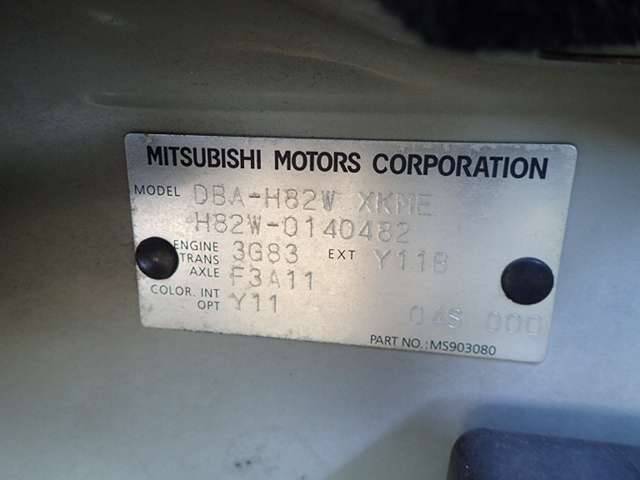 MITSUBISHI MOTORS CORPORATION
MODEL DBA-H82W XKME
H82W-0140482
ENGINE 3G83 EXT Y11B
TRANS AXLE F3A11
COLOR. INT Y11
OPT 04S 000
PART NO.:MS903080